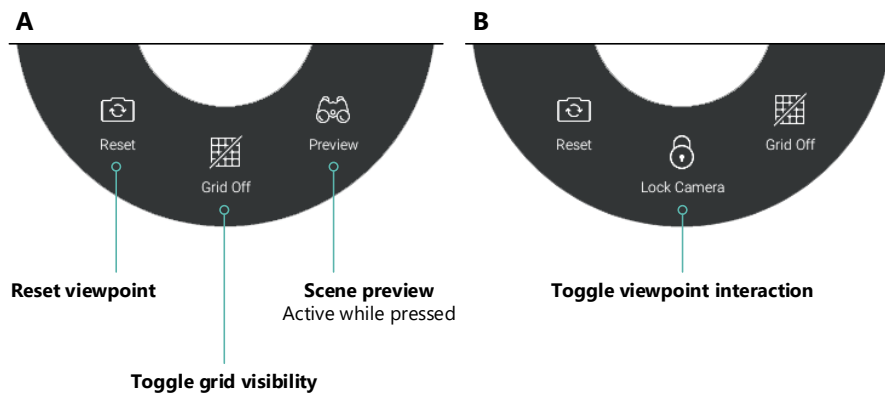 A
Reset
Grid Off
Preview
Reset viewpoint
Scene preview
Active while pressed
Toggle grid visibility
B
Reset
Lock Camera
Grid Off
Toggle viewpoint interaction